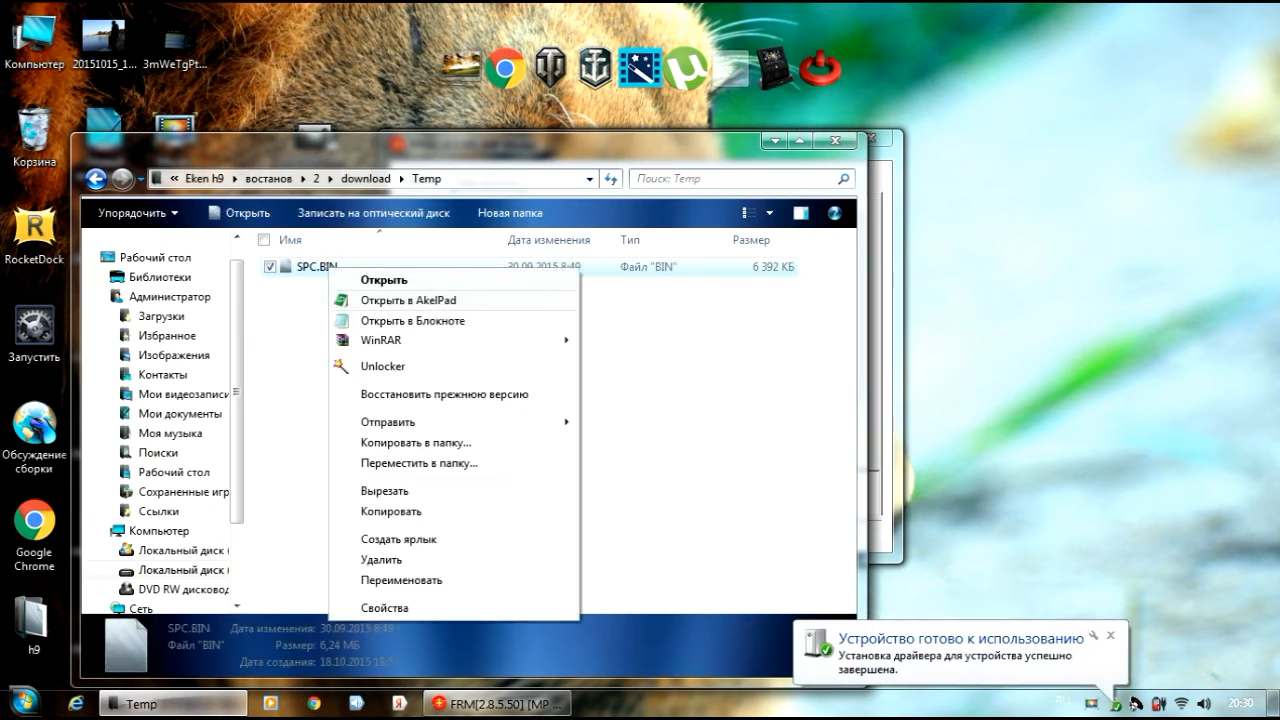 Компьютер
20151015_1...
3mWeTgPt...
Корзина
RocketDock
Запустить
Обсуждение
сборки
Google
Chrome
h9
« Eken h9 востанов 2 download Temp
Поиск: Temp
Упорядочить Открыть Записать на оптический диск Новая папка
Имя Дата изменения Тип Размер
SPC.BIN 30.09.2015 8:49 Файл "BIN" 6 392 КБ
Рабочий стол
Библиотеки
Администратор
Загрузки
Избранное
Изображения
Контакты
Мои видеозаписи
Мои документы
Моя музыка
Поиски
Рабочий стол
Сохраненные игр
Ссылки
Компьютер
Локальный диск (
Локальный диск (
DVD RW дисковод
Сеть
Открыть
Открыть в AkelPad
Открыть в Блокноте
WinRAR
Unlocker
Восстановить прежнюю версию
Отправить
Копировать в папку...
Переместить в папку...
Вырезать
Копировать
Создать ярлык
Удалить
Переименовать
Свойства
SPC.BIN Дата изменения: 30.09.2015 8:49
Файл "BIN" Размер: 6,24 МБ
Дата создания: 18.10.2015
Устройство готово к использованию
Установка драйвера для устройства успешно
завершена.
Temp
FRM[2.8.5.50] [MP ...
20:30